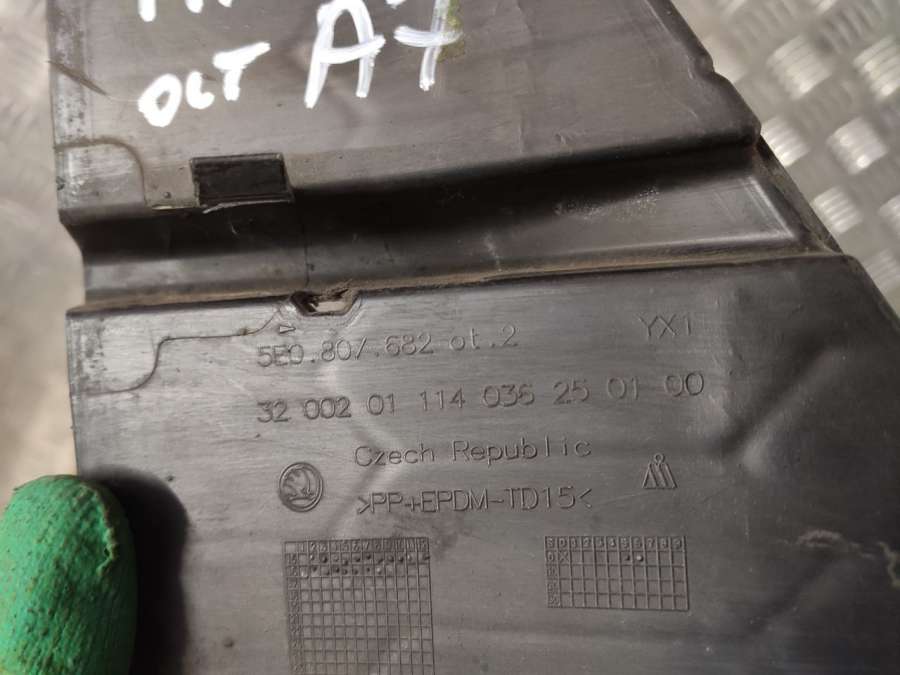 OCT A7
5E0.807.682 ot.2 YX1
32 002 01 114 036 25 01 00
Czech Republic
>PP+EPDM-TD15<